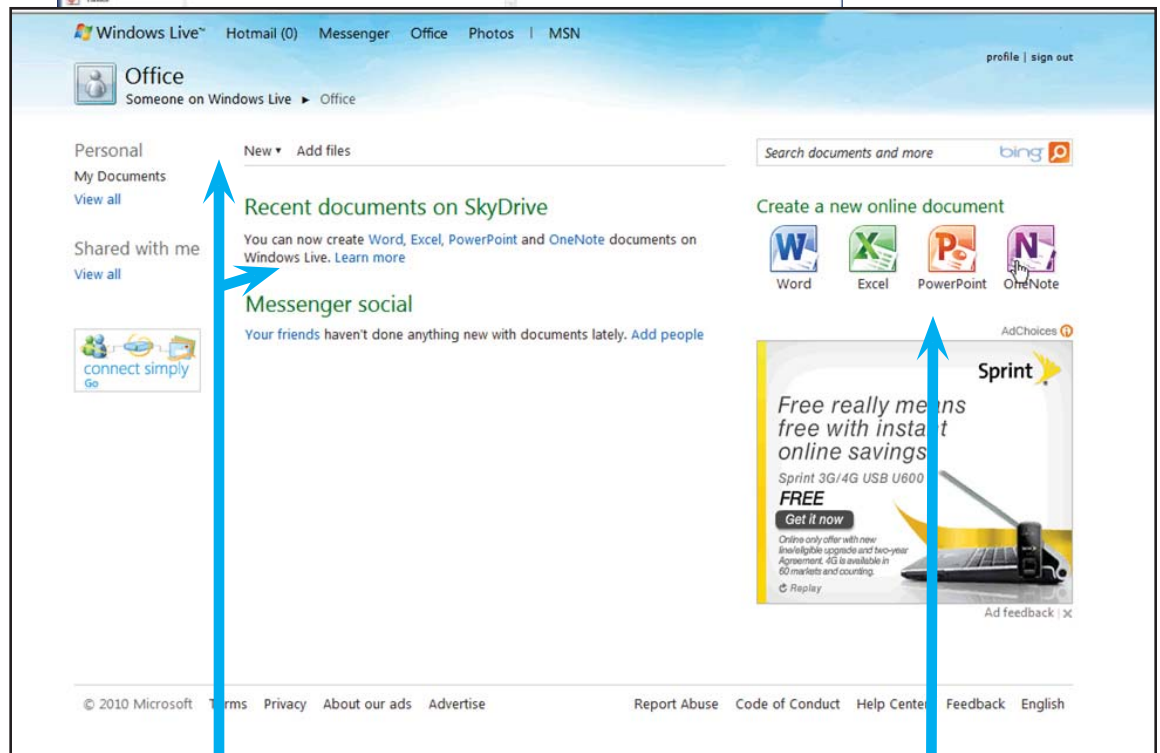 Windows Live™ Hotmail (0) Messenger Office Photos | MSN
profile | sign out
Office
Someone on Windows Live ► Office
Personal
My Documents
View all
Shared with me
View all
connect simply
Go
New ▾ Add files
Recent documents on SkyDrive
You can now create Word, Excel, PowerPoint and OneNote documents on
Windows Live. Learn more
Messenger social
Your friends haven't done anything new with documents lately. Add people
Search documents and more bing
Create a new online document
Word Excel PowerPoint OneNote
AdChoices
Sprint
Free really means
free with instant
online savings
Sprint 3G/4G USB U600
FREE
Get it now
Online only offer with new
line/eligible upgrade and two-year
Agreement. 4G is available in
60 markets and counting.
Replay
Ad feedback | X
© 2010 Microsoft Terms Privacy About our ads Advertise Report Abuse Code of Conduct Help Center Feedback English